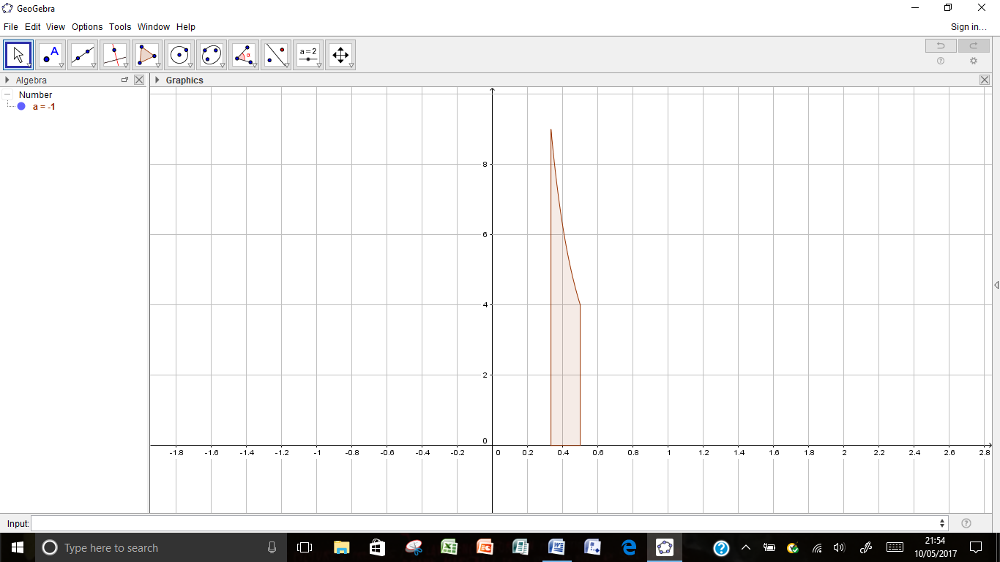 GeoGebra
File Edit View Options Tools Window Help Sign in...
A α a=2
Algebra Graphics
Number
a = -1
8
6
4
2
0
-1.8 -1.6 -1.4 -1.2 -1 -0.8 -0.6 -0.4 -0.2 0 0.2 0.4 0.6 0.8 1 1.2 1.4 1.6 1.8 2 2.2 2.4 2.6 2.8
Input:
Type here to search
21:54
10/05/2017